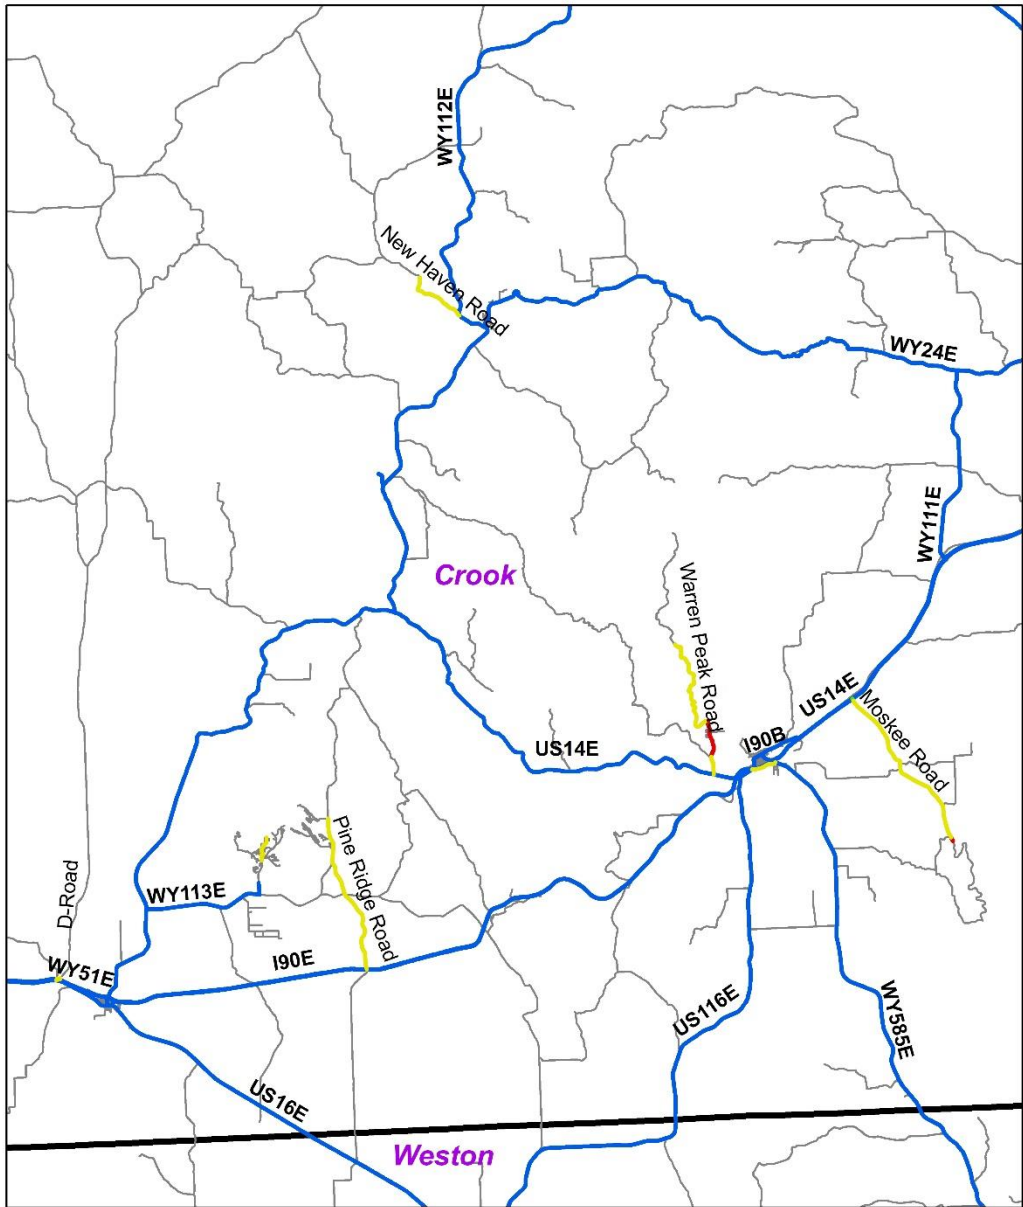 WY112E
New Haven Road
WY24E
WY111E
Crook
Warren Peak Road
US14E
Moskee Road
I90B
US14E
Pine Ridge Road
D-Road
WY113E
I90E
WY51E
US116E
WY585E
US16E
Weston